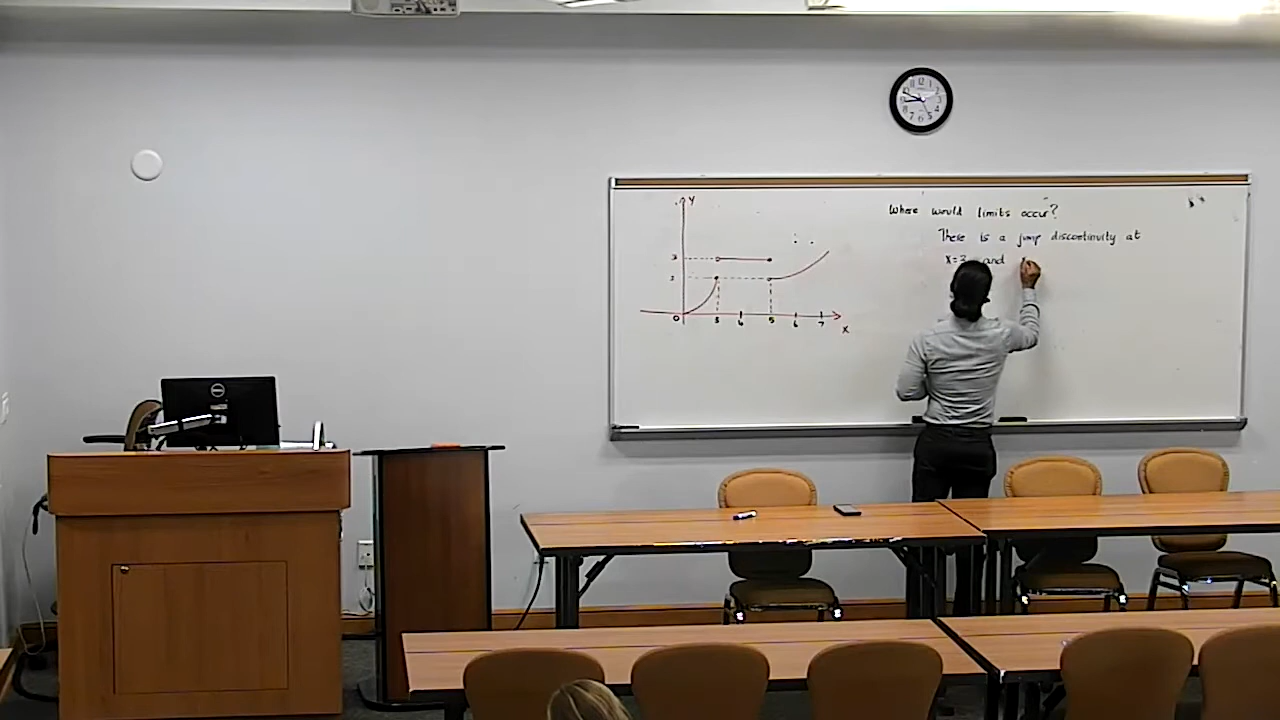 Where would limits occur?
There is a jump discontinuity at
x=3 and
y
3
2
0 3 4 5 6 7
x
DELL